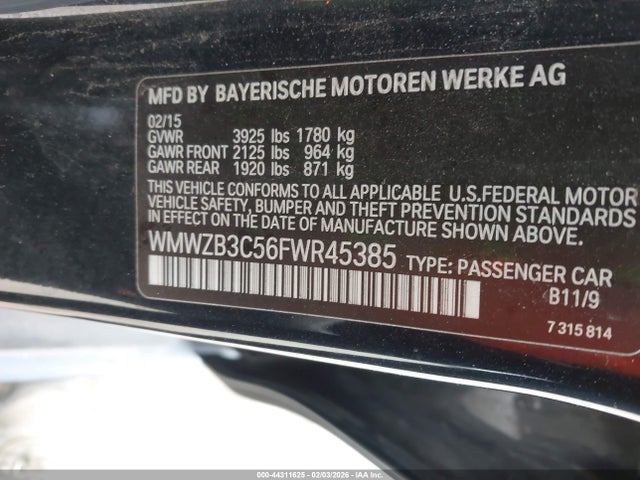 MFD BY BAYERISCHE MOTOREN WERKE AG
02/15
GVWR 3925 lbs 1780 kg
GAWR FRONT 2125 lbs 964 kg
GAWR REAR 1920 lbs 871 kg
THIS VEHICLE CONFORMS TO ALL APPLICABLE U.S.FEDERAL MOTOR
VEHICLE SAFETY, BUMPER AND THEFT PREVENTION STANDARDS
IN EFFECT ON THE DATE OF MANUFACTURE SHOWN ABOVE.
WMWZB3C56FWR45385 TYPE: PASSENGER CAR
B11/9
7 315 814
000-44311625 - 02/03/2026 - Copyright IAA, Inc.